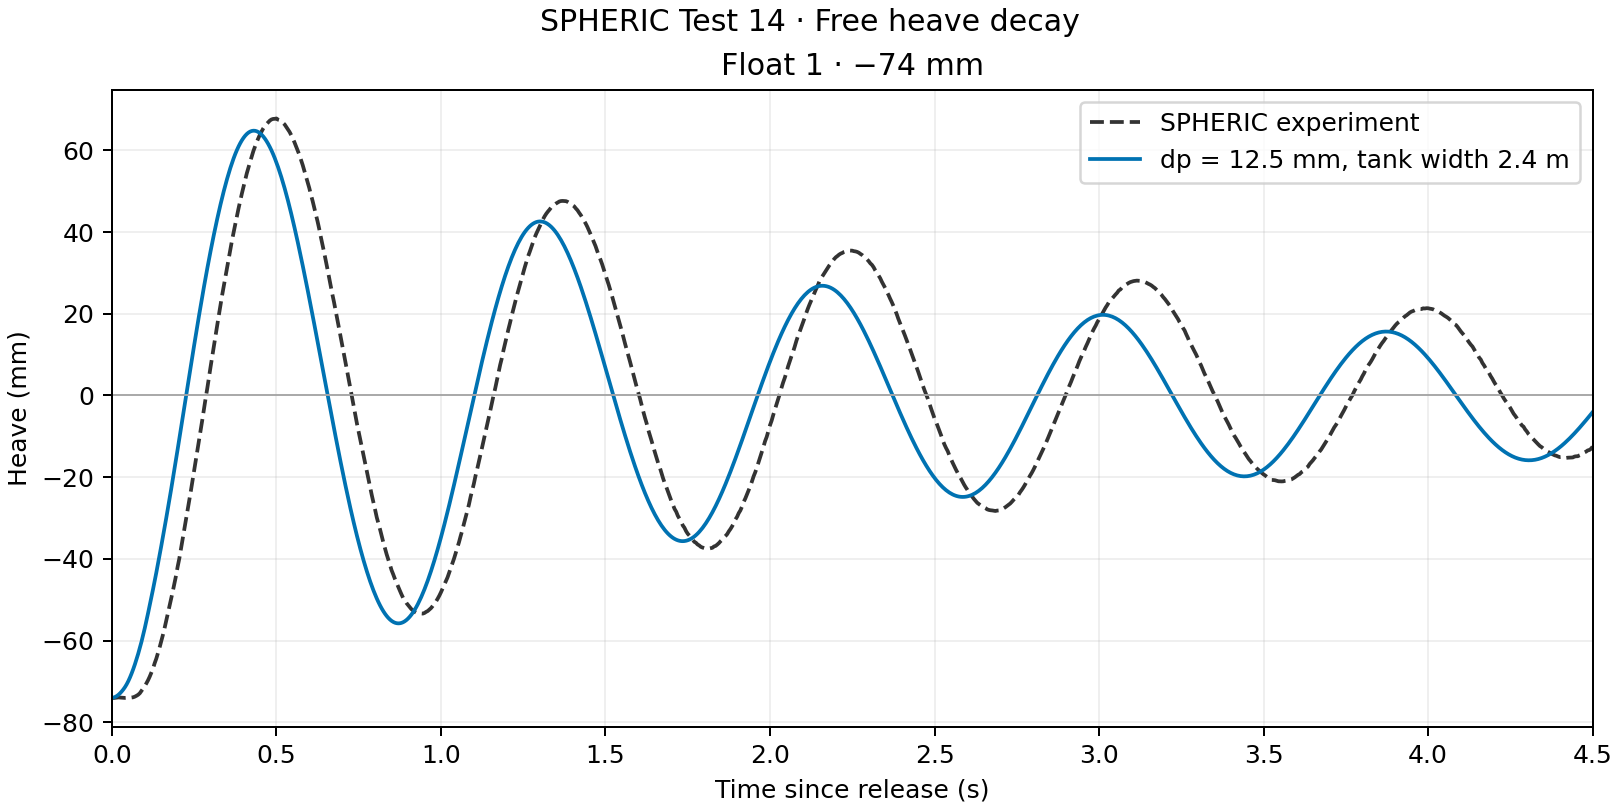 SPHERIC Test 14 · Free heave decay
Float 1 · −74 mm
SPHERIC experiment
dp = 12.5 mm, tank width 2.4 m
Heave (mm)
60
40
20
0
−20
−40
−60
−80
0.0 0.5 1.0 1.5 2.0 2.5 3.0 3.5 4.0 4.5
Time since release (s)